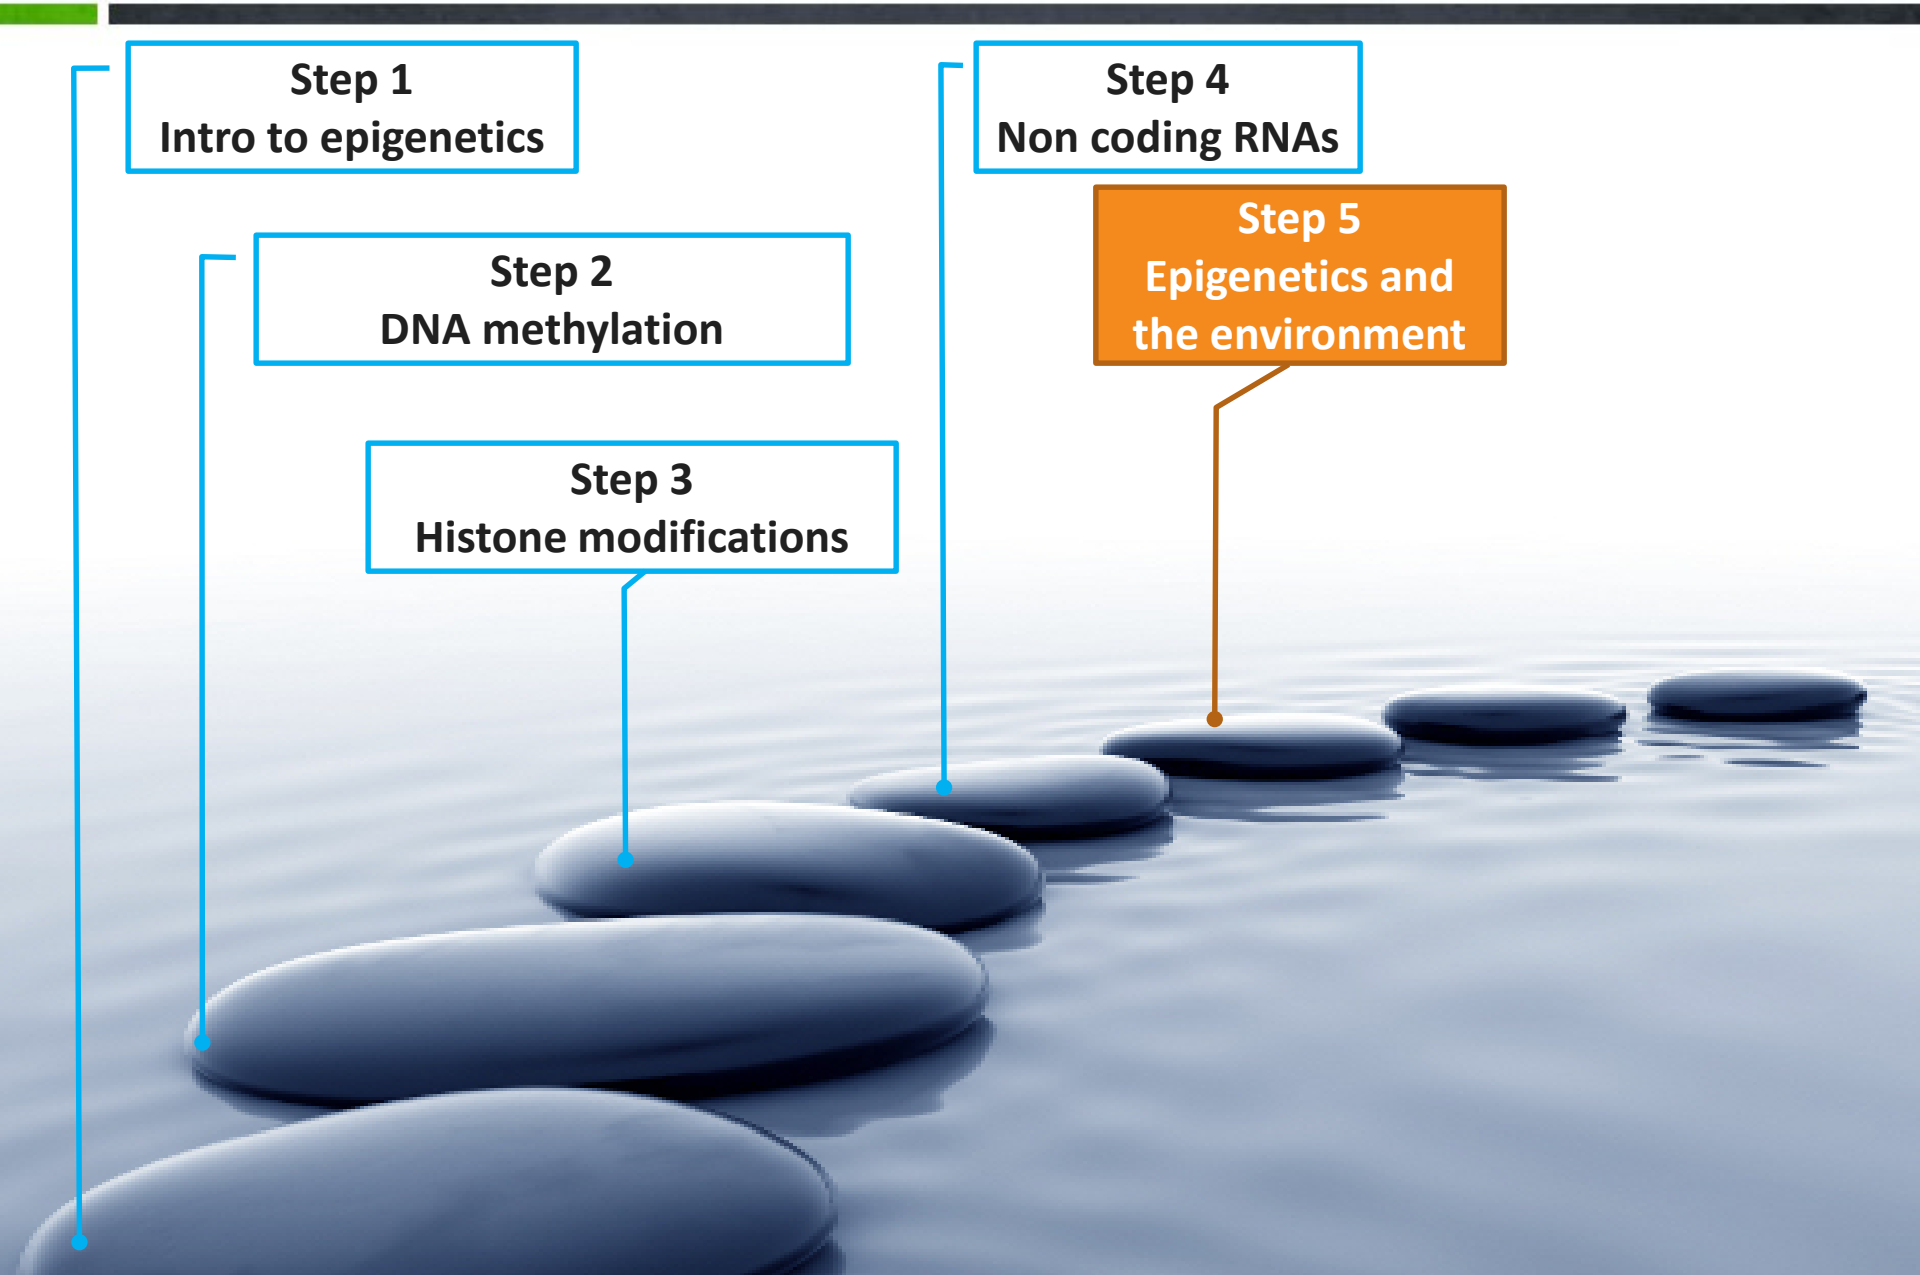 Step 1
Intro to epigenetics
Step 2
DNA methylation
Step 3
Histone modifications
Step 4
Non coding RNAs
Step 5
Epigenetics and
the environment